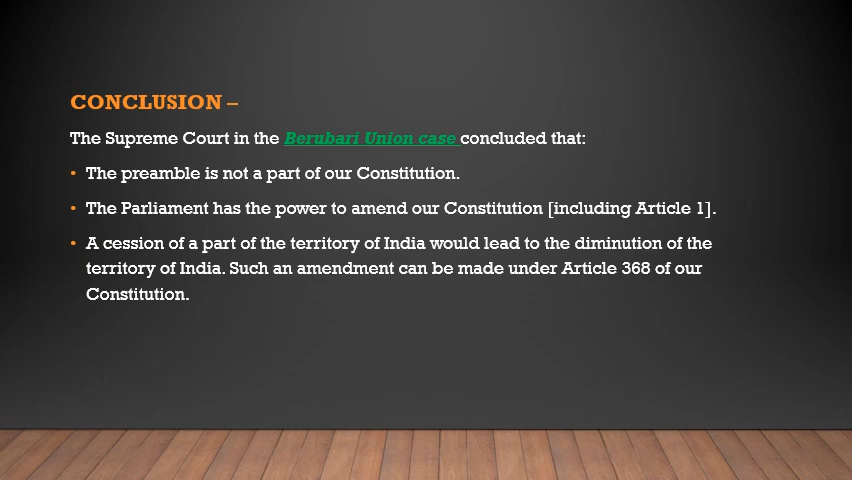 CONCLUSION –
The Supreme Court in the Berubari Union case concluded that:
• The preamble is not a part of our Constitution.
• The Parliament has the power to amend our Constitution [including Article 1].
• A cession of a part of the territory of India would lead to the diminution of the
territory of India. Such an amendment can be made under Article 368 of our
Constitution.